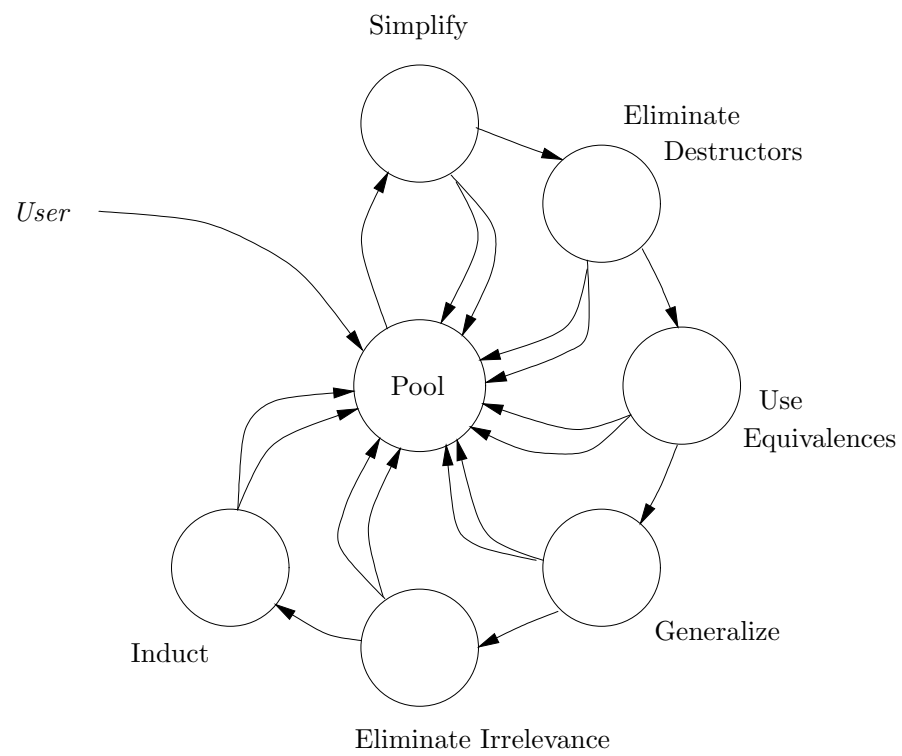 Simplify
Eliminate
Destructors
User
Pool
Use
Equivalences
Generalize
Induct
Eliminate Irrelevance